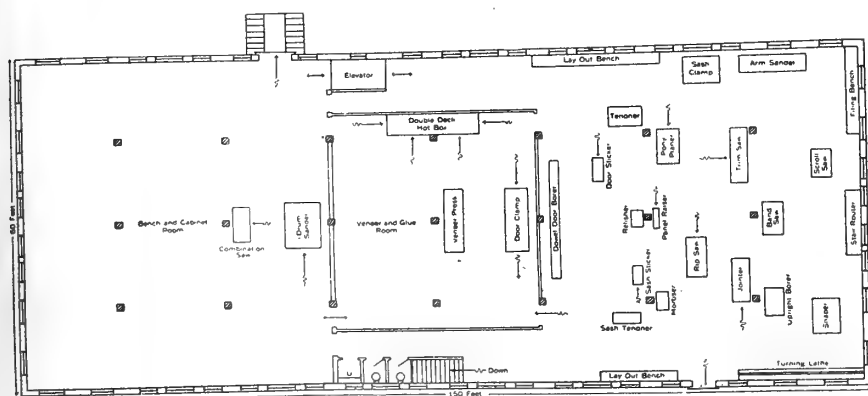 Elevator
Lay Out Bench
Sash
Clamp
Arm Sander
Filing Bench
Double Deck
Hot Box
Tenoner
Pony
Planer
Trim Saw
Scroll
Saw
Door Sticker
60 Feet
Bench and Cabinet
Room
Combination
Saw
Drum
Sander
Veneer and Glue
Room
Veneer Press
Door Clamp
Dowel Door Borer
Relisher
Panel Raiser
Band
Saw
Stair Router
Rip Saw
Sash Sticker
Mortiser
Jointer
Upright Borer
Shaper
Sash Tenoner
Turning Lathe
Lay Out Bench
U
Down
150 Feet